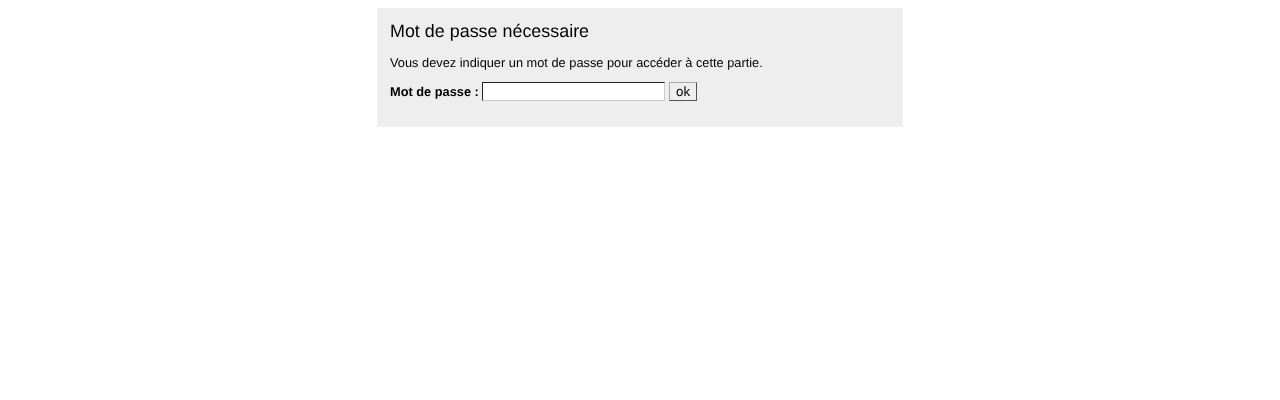 Mot de passe nécessaire
Vous devez indiquer un mot de passe pour accéder à cette partie.
Mot de passe : ok